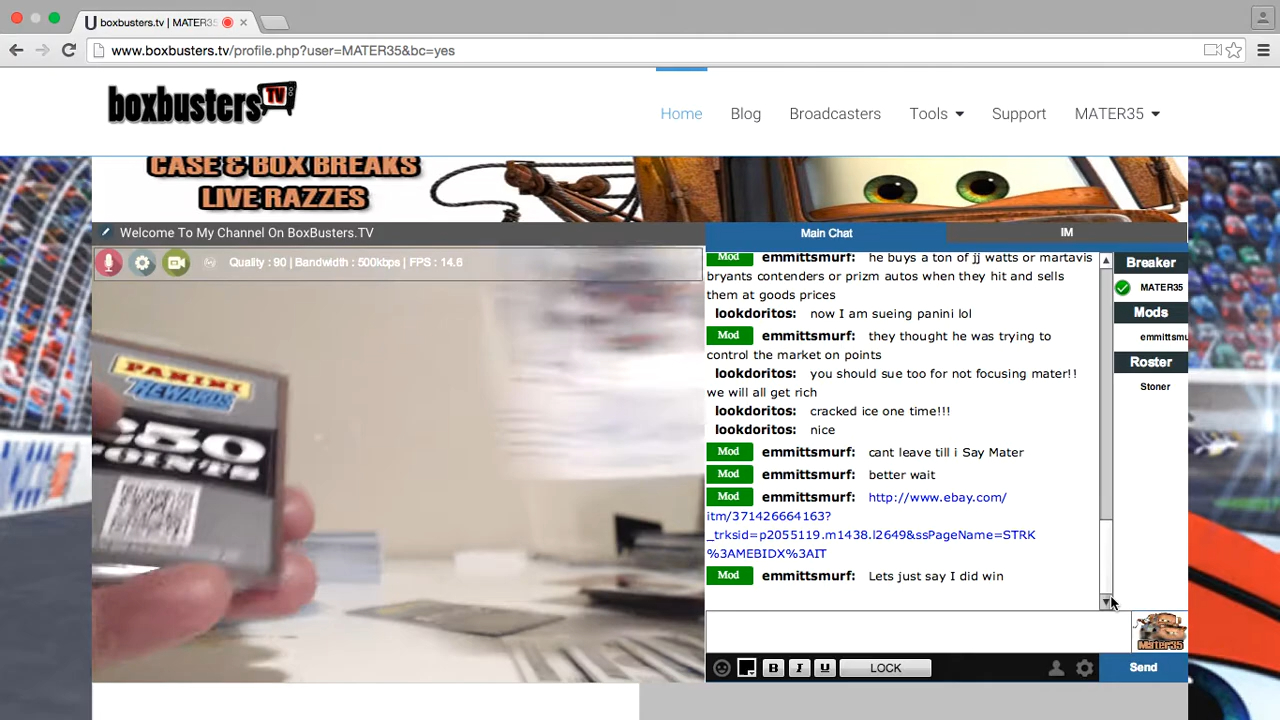 boxbusters.tv | MATER35
www.boxbusters.tv/profile.php?user=MATER35&bc=yes
boxbusters TV
Home Blog Broadcasters Tools Support MATER35
CASE & BOX BREAKS
LIVE RAZZES
Welcome To My Channel On BoxBusters.TV
Main Chat IM
Quality : 90 | Bandwidth : 500kbps | FPS : 14.6
PANINI
REWARDS
250
POINTS
Mod emmittsmurf: he buys a ton of jj watts or martavis
bryants contenders or prizm autos when they hit and sells
them at goods prices
lookdoritos: now I am sueing panini lol
Mod emmittsmurf: they thought he was trying to
control the market on points
lookdoritos: you should sue too for not focusing mater!!
we will all get rich
lookdoritos: cracked ice one time!!!
lookdoritos: nice
Mod emmittsmurf: cant leave till i Say Mater
Mod emmittsmurf: better wait
Mod emmittsmurf: http://www.ebay.com/
itm/371426664163?
_trksid=p2055119.m1438.l2649&ssPageName=STRK
%3AMEBIDX%3AIT
Mod emmittsmurf: Lets just say I did win
Breaker
MATER35
Mods
emmittsmu
Roster
Stoner
Mater35
B I U LOCK Send